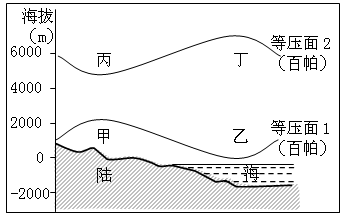 海拔
(m)
6000
4000
2000
0
−2000
丙
丁
等压面 2
(百帕)
甲
乙
等压面 1
(百帕)
陆
海